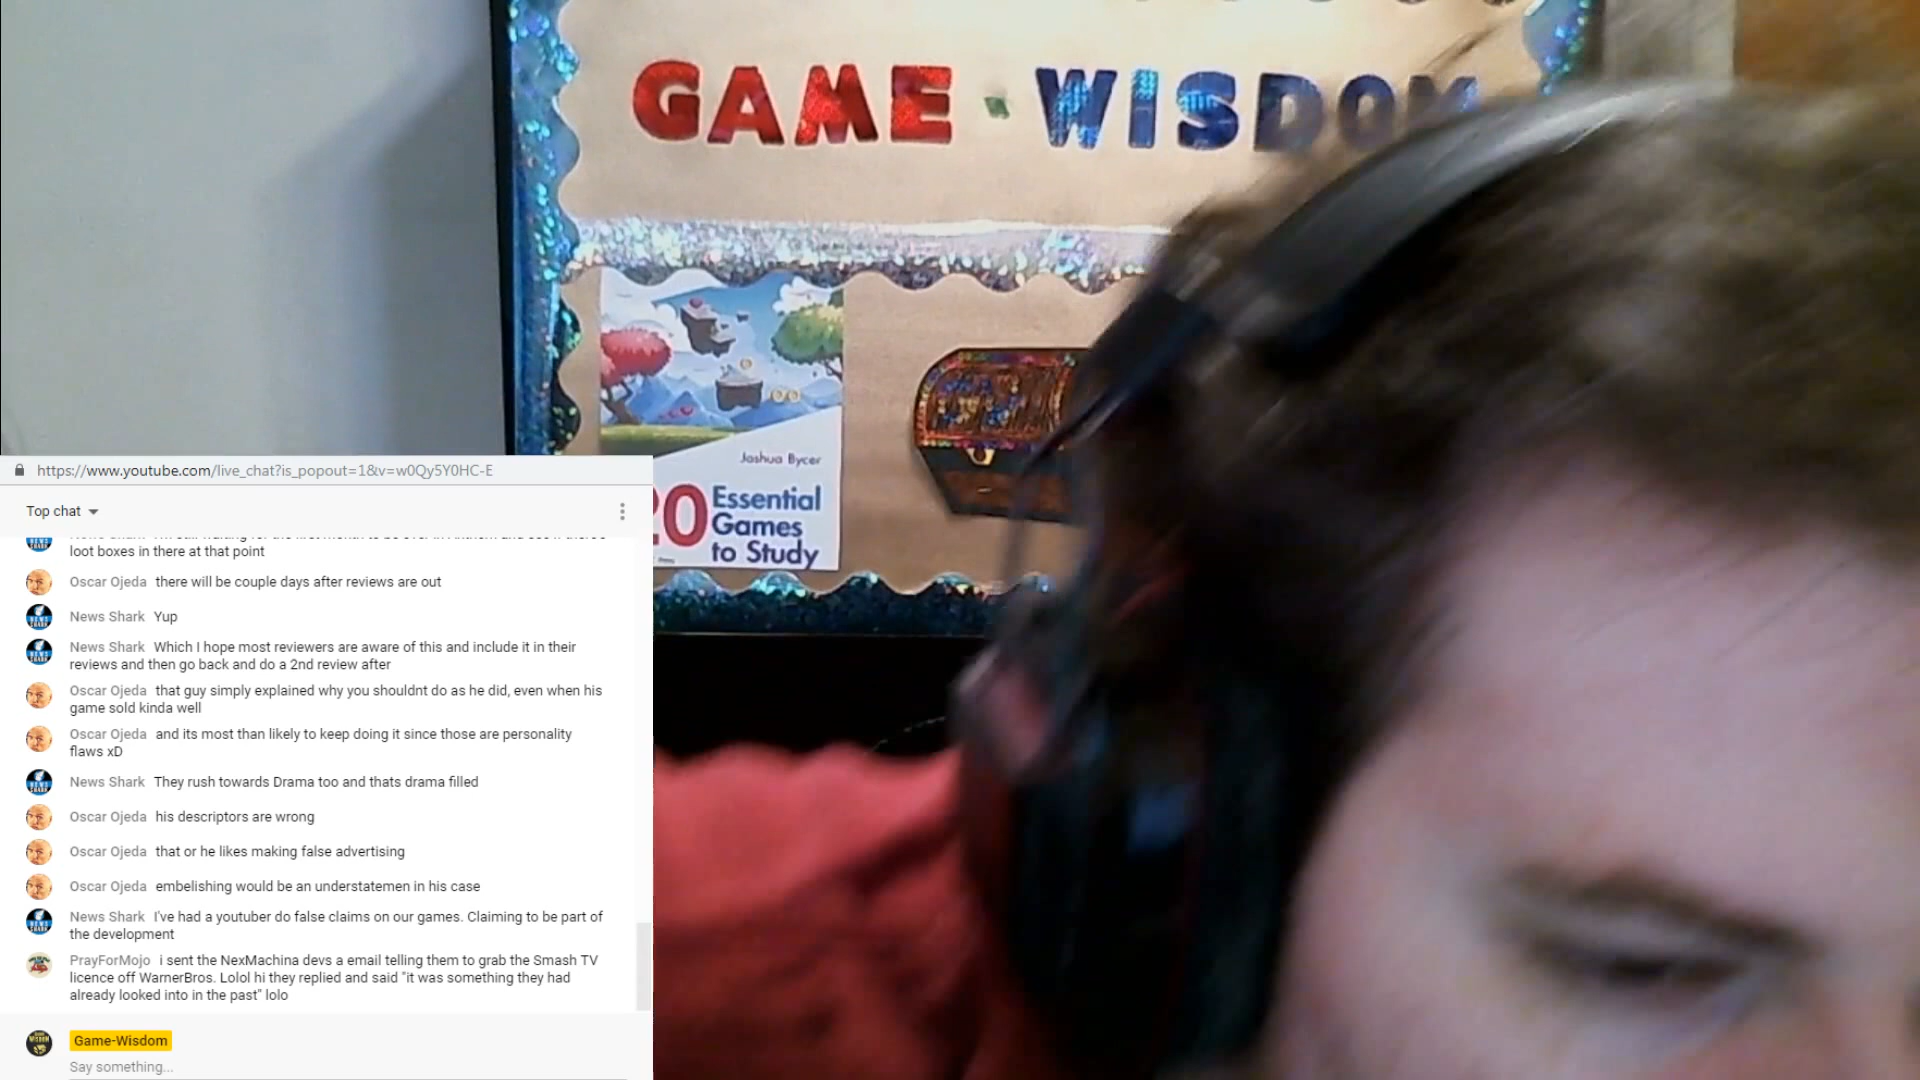 GAME - WISDOM
Joshua Bycer
20 Essential
Games
to Study
https://www.youtube.com/live_chat?is_popout=1&v=w0Qy5Y0HC-E
Top chat
loot boxes in there at that point
Oscar Ojeda there will be couple days after reviews are out
News Shark Yup
News Shark Which I hope most reviewers are aware of this and include it in their
reviews and then go back and do a 2nd review after
Oscar Ojeda that guy simply explained why you shouldnt do as he did, even when his
game sold kinda well
Oscar Ojeda and its most than likely to keep doing it since those are personality
flaws xD
News Shark They rush towards Drama too and thats drama filled
Oscar Ojeda his descriptors are wrong
Oscar Ojeda that or he likes making false advertising
Oscar Ojeda embelishing would be an understatemen in his case
News Shark I've had a youtuber do false claims on our games. Claiming to be part of
the development
PrayForMojo i sent the NexMachina devs a email telling them to grab the Smash TV
licence off WarnerBros. Lolol hi they replied and said "it was something they had
already looked into in the past" lolo
Game-Wisdom
Say something...